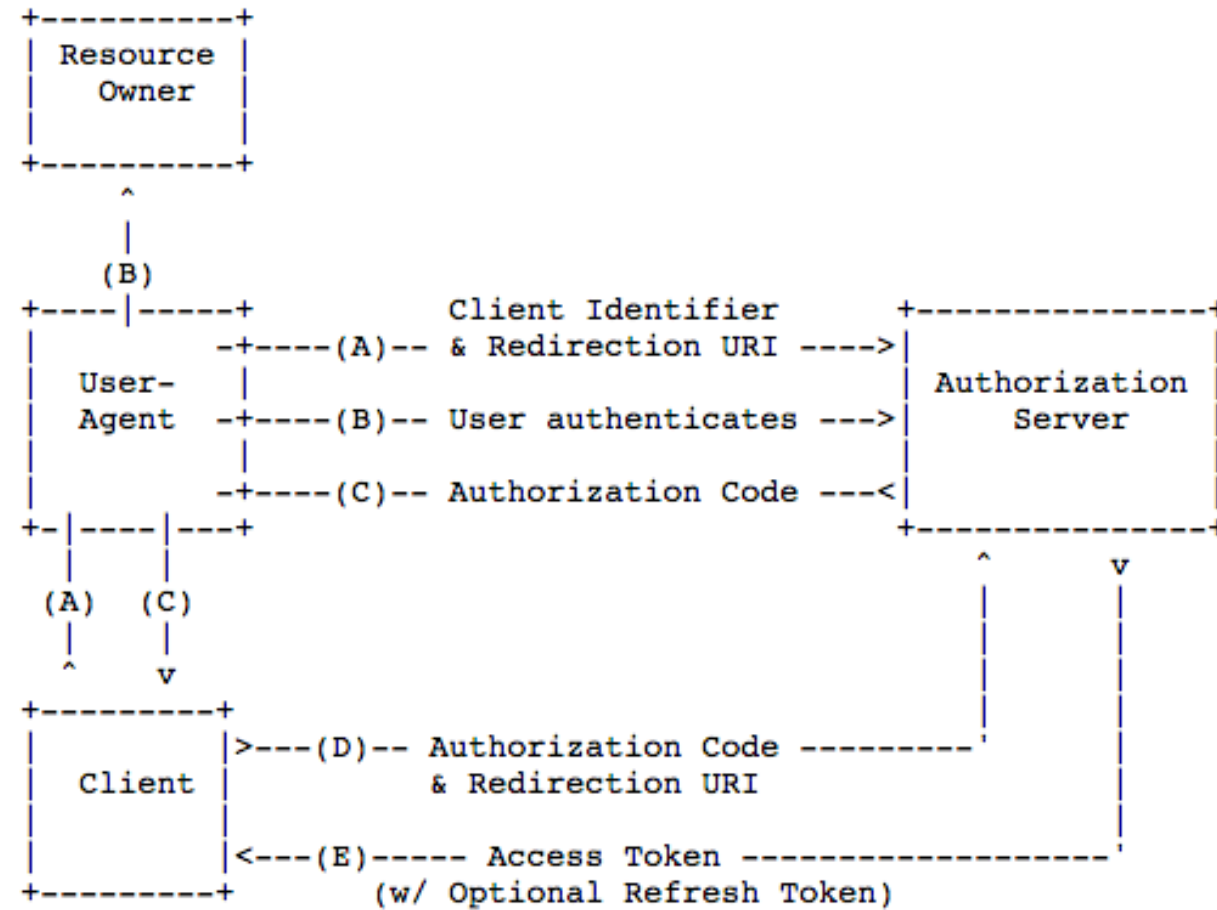 +----------+
| Resource |
|   Owner  |
|          |
+----------+
     ^
     |
    (B)
+----|-----+          Client Identifier      +---------------+
|         -+----(A)-- & Redirection URI ---->|               |
|  User-   |                                 | Authorization |
|  Agent  -+----(B)-- User authenticates --->|     Server    |
|          |                                 |               |
|         -+----(C)-- Authorization Code ---<|               |
+-|----|---+                                 +---------------+
  |    |                                         ^      v
 (A)  (C)                                        |      |
  |    |                                         |      |
  ^    v                                         |      |
+---------+                                      |      |
|         |>---(D)-- Authorization Code ---------'      |
|  Client |          & Redirection URI                  |
|         |                                             |
|         |<---(E)----- Access Token -------------------'
+---------+       (w/ Optional Refresh Token)